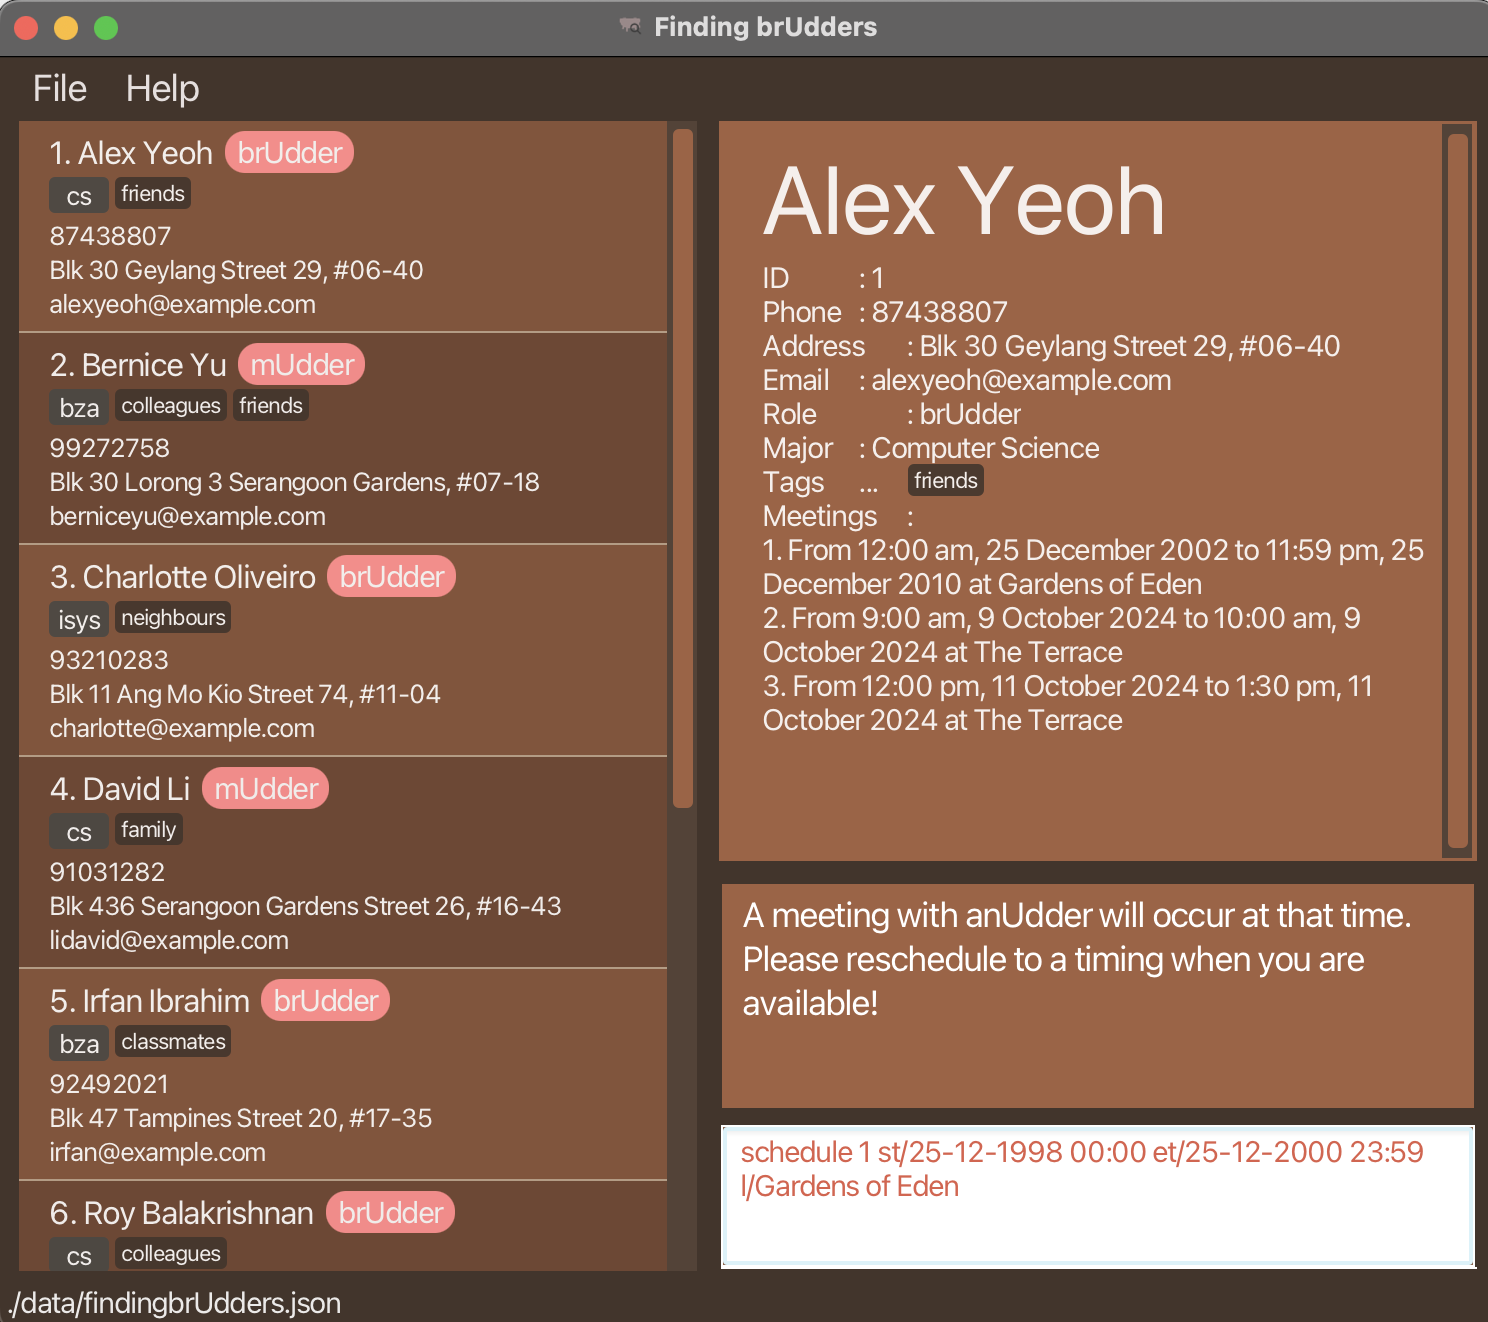 Finding brUdders
File Help
1. Alex Yeoh brUdder
cs friends
87438807
Blk 30 Geylang Street 29, #06-40
alexyeoh@example.com
2. Bernice Yu mUdder
bza colleagues friends
99272758
Blk 30 Lorong 3 Serangoon Gardens, #07-18
berniceyu@example.com
3. Charlotte Oliveiro brUdder
isys neighbours
93210283
Blk 11 Ang Mo Kio Street 74, #11-04
charlotte@example.com
4. David Li mUdder
cs family
91031282
Blk 436 Serangoon Gardens Street 26, #16-43
lidavid@example.com
5. Irfan Ibrahim brUdder
bza classmates
92492021
Blk 47 Tampines Street 20, #17-35
irfan@example.com
6. Roy Balakrishnan brUdder
cs colleagues
Alex Yeoh
ID : 1
Phone : 87438807
Address : Blk 30 Geylang Street 29, #06-40
Email : alexyeoh@example.com
Role : brUdder
Major : Computer Science
Tags ... friends
Meetings :
1. From 12:00 am, 25 December 2002 to 11:59 pm, 25
December 2010 at Gardens of Eden
2. From 9:00 am, 9 October 2024 to 10:00 am, 9
October 2024 at The Terrace
3. From 12:00 pm, 11 October 2024 to 1:30 pm, 11
October 2024 at The Terrace
A meeting with anUdder will occur at that time.
Please reschedule to a timing when you are
available!
schedule 1 st/25-12-1998 00:00 et/25-12-2000 23:59
l/Gardens of Eden
./data/findingbrUdders.json